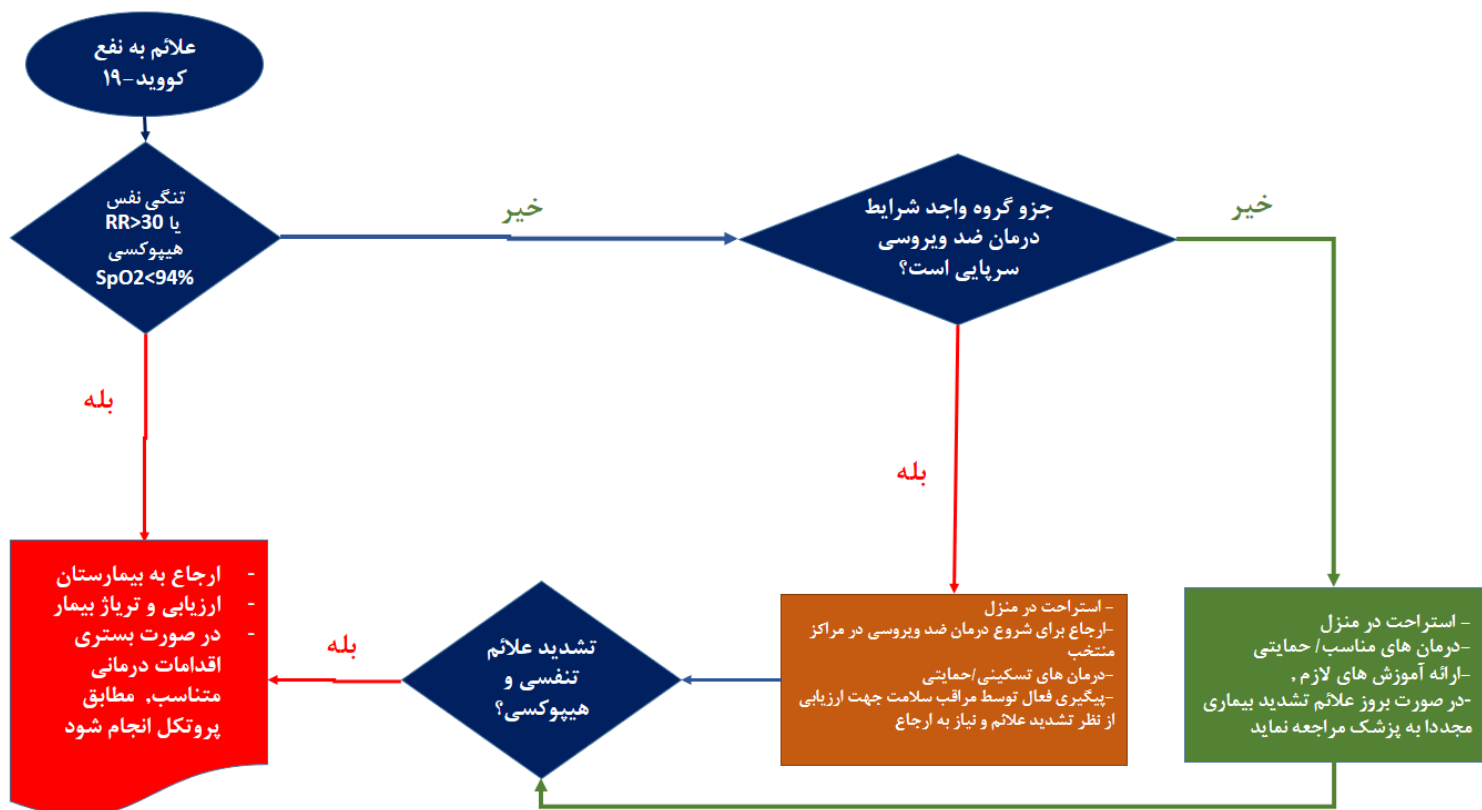 علائم به نفع
کووید-۱۹
تنگی نفس
یا RR>30
هیپوکسی
SpO2<94%
خیر
جزو گروه واجد شرایط
درمان ضد ویروسی
سرپایی است؟
خیر
بله
بله
- ارجاع به بیمارستان
- ارزیابی و تریاژ بیمار
- در صورت بستری
اقدامات درمانی
متناسب, مطابق
پروتکل انجام شود
بله
تشدید علائم
تنفسی و
هیپوکسی؟
- استراحت در منزل
-ارجاع برای شروع درمان ضد ویروسی در مراکز
منتخب
-درمان های تسکینی/حمایتی
-پیگیری فعال توسط مراقب سلامت جهت ارزیابی
از نظر تشدید علائم و نیاز به ارجاع
- استراحت در منزل
-درمان های مناسب/ حمایتی
-ارائه آموزش های لازم ,
-در صورت بروز علائم تشدید بیماری
مجددا به پزشک مراجعه نماید